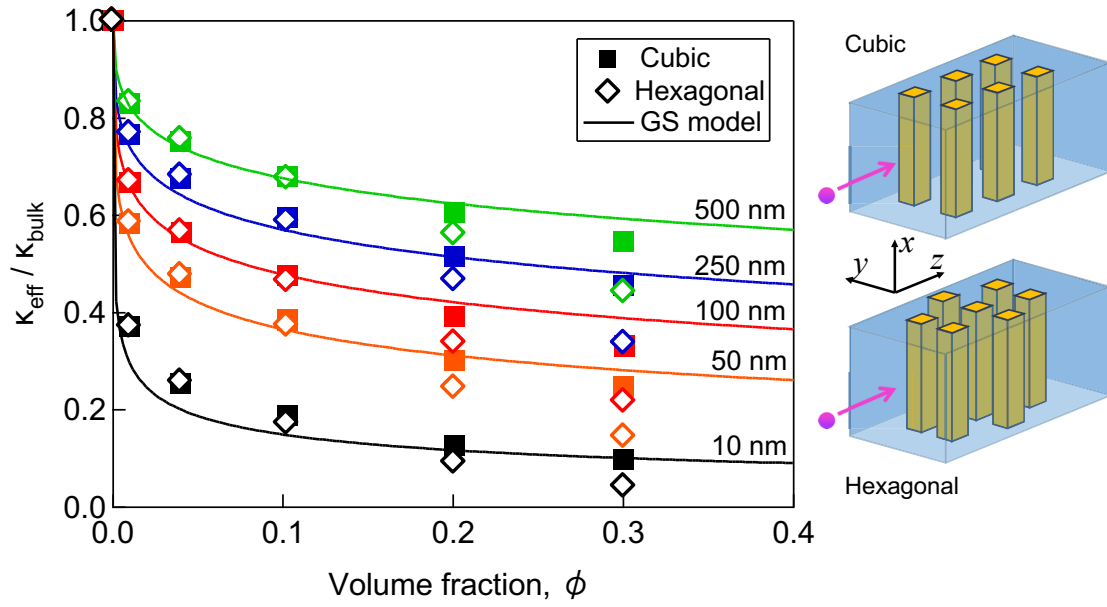 1.0
0.8
0.6
0.4
0.2
0.0
κeff / κbulk
Cubic
Hexagonal
GS model
500 nm
250 nm
100 nm
50 nm
10 nm
0.0 0.1 0.2 0.3 0.4
Volume fraction, ϕ
Cubic
x
y z
Hexagonal